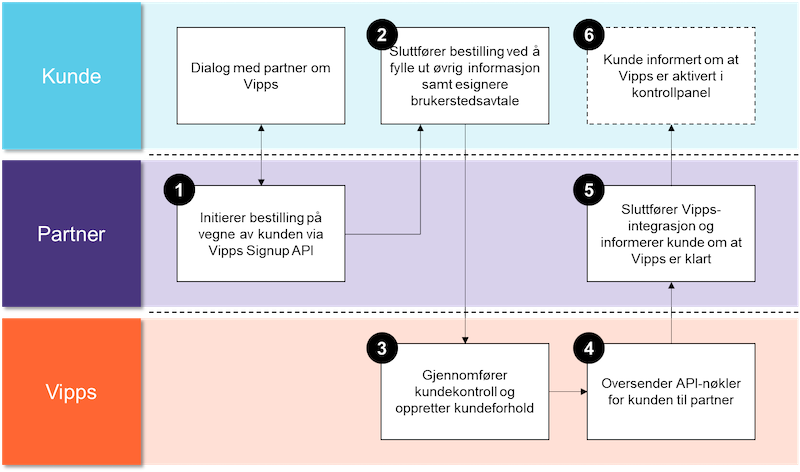 Kunde
Dialog med partner om
Vipps
2
Sluttfører bestilling ved å
fylle ut øvrig informasjon
samt esignere
brukerstedsavtale
6
Kunde informert om at
Vipps er aktivert i
kontrollpanel
Partner
1
Initierer bestilling på
vegne av kunden via
Vipps Signup API
5
Sluttfører Vipps-
integrasjon og
informerer kunde om at
Vipps er klart
Vipps
3
Gjennomfører
kundekontroll og
oppretter kundeforhold
4
Oversender API-nøkler
for kunden til partner